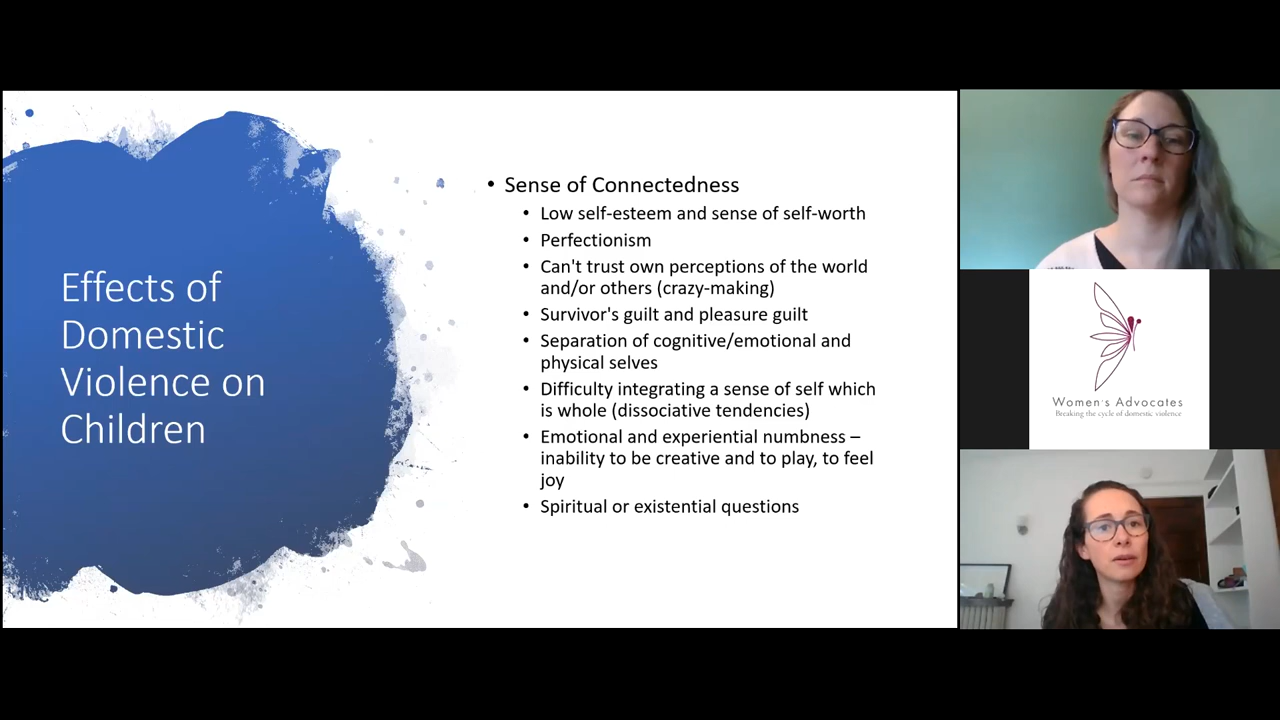 Effects of
Domestic
Violence on
Children
• Sense of Connectedness
• Low self-esteem and sense of self-worth
• Perfectionism
• Can't trust own perceptions of the world
and/or others (crazy-making)
• Survivor's guilt and pleasure guilt
• Separation of cognitive/emotional and
physical selves
• Difficulty integrating a sense of self which
is whole (dissociative tendencies)
• Emotional and experiential numbness –
inability to be creative and to play, to feel
joy
• Spiritual or existential questions
Women's Advocates
Breaking the cycle of domestic violence